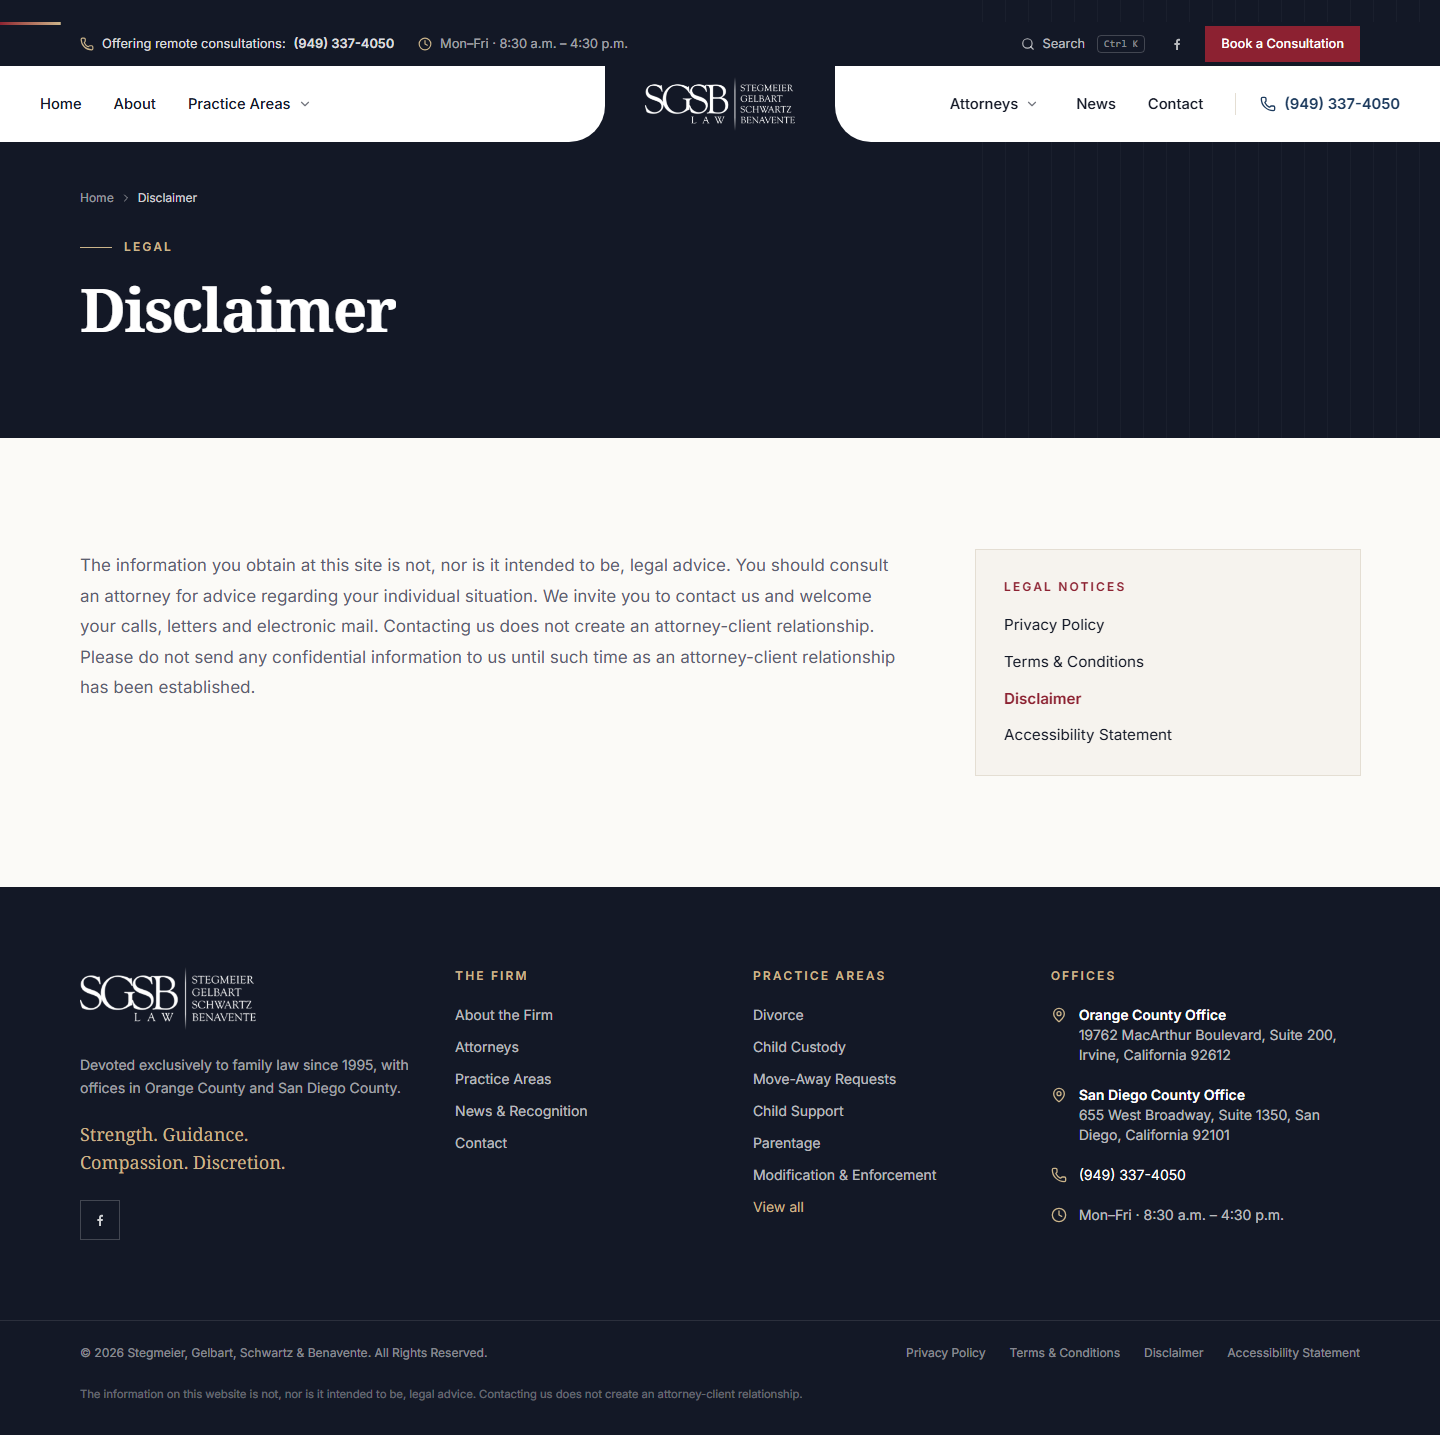 Offering remote consultations: (949) 337-4050
Mon–Fri · 8:30 a.m. – 4:30 p.m.
Search Ctrl K
f
Book a Consultation
Home About Practice Areas
SGSB LAW
STEGMEIER
GELBART
SCHWARTZ
BENAVENTE
Attorneys News Contact (949) 337-4050
Home > Disclaimer
LEGAL
Disclaimer
The information you obtain at this site is not, nor is it intended to be, legal advice. You should consult
an attorney for advice regarding your individual situation. We invite you to contact us and welcome
your calls, letters and electronic mail. Contacting us does not create an attorney-client relationship.
Please do not send any confidential information to us until such time as an attorney-client relationship
has been established.
LEGAL NOTICES
Privacy Policy
Terms & Conditions
Disclaimer
Accessibility Statement
SGSB LAW
STEGMEIER
GELBART
SCHWARTZ
BENAVENTE
Devoted exclusively to family law since 1995, with
offices in Orange County and San Diego County.
Strength. Guidance.
Compassion. Discretion.
f
THE FIRM
About the Firm
Attorneys
Practice Areas
News & Recognition
Contact
PRACTICE AREAS
Divorce
Child Custody
Move-Away Requests
Child Support
Parentage
Modification & Enforcement
View all
OFFICES
Orange County Office
19762 MacArthur Boulevard, Suite 200,
Irvine, California 92612
San Diego County Office
655 West Broadway, Suite 1350, San
Diego, California 92101
(949) 337-4050
Mon–Fri · 8:30 a.m. – 4:30 p.m.
© 2026 Stegmeier, Gelbart, Schwartz & Benavente. All Rights Reserved.
Privacy Policy Terms & Conditions Disclaimer Accessibility Statement
The information on this website is not, nor is it intended to be, legal advice. Contacting us does not create an attorney-client relationship.